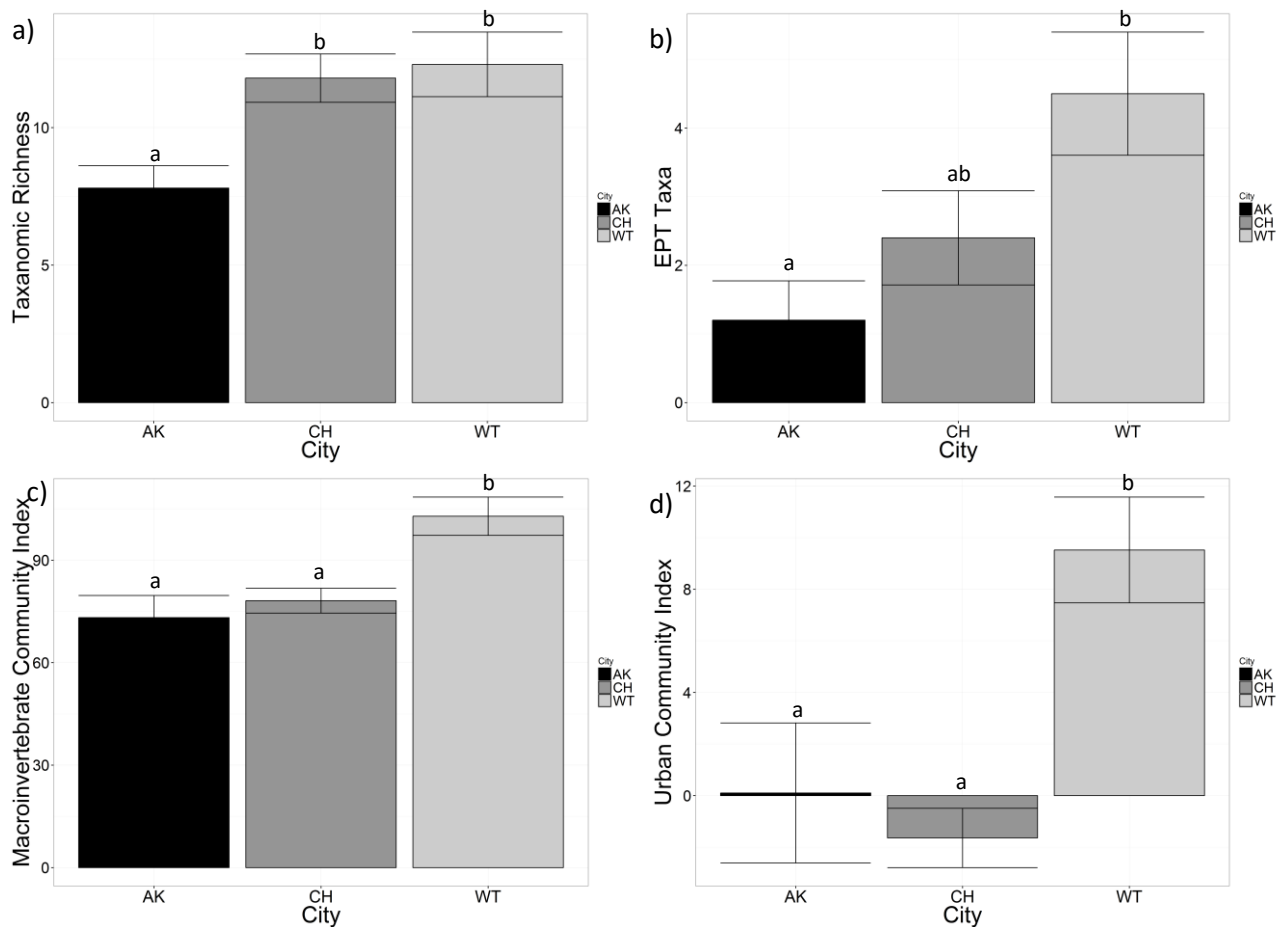 a)
b
b
a
10
5
0
Taxanomic Richness
AK
CH
WT
City
City
AK
CH
WT
b)
b
ab
a
4
2
0
EPT Taxa
AK
CH
WT
City
City
AK
CH
WT
c)
b
a
a
90
60
30
0
Macroinvertebrate Community Index
AK
CH
WT
City
City
AK
CH
WT
d)
b
a
a
12
8
4
0
Urban Community Index
AK
CH
WT
City
City
AK
CH
WT